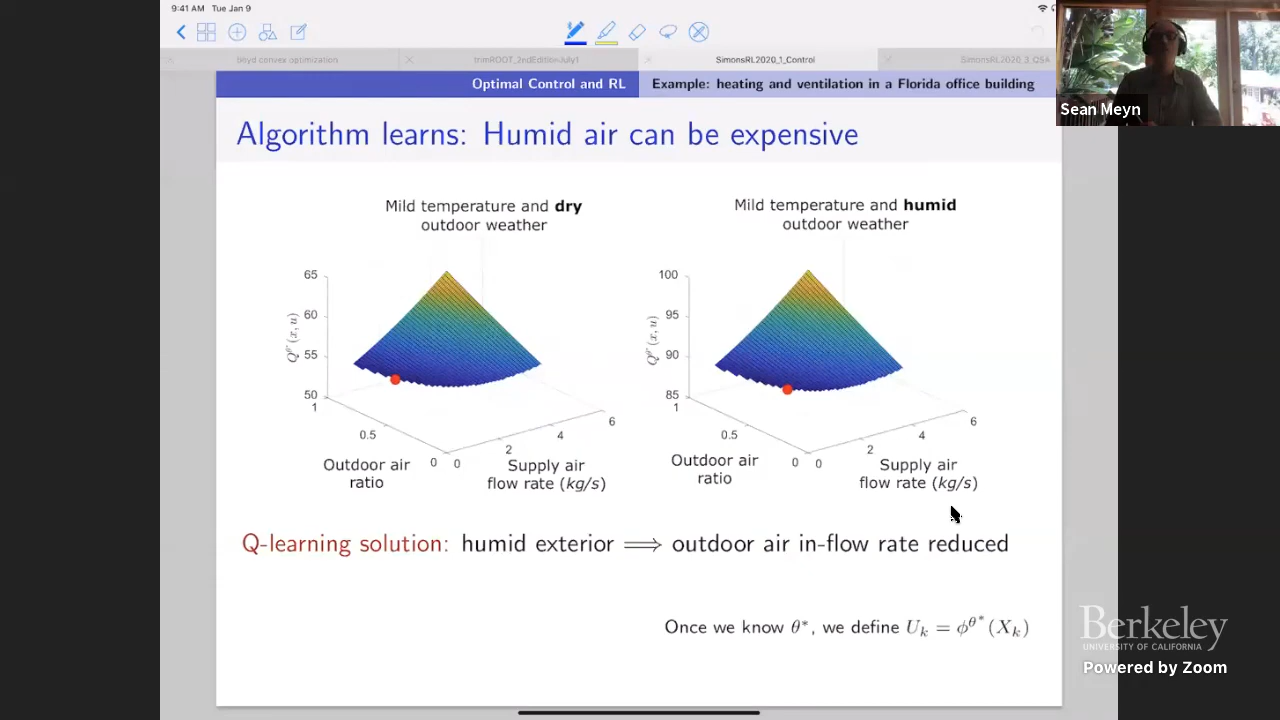 9:41 AM Tue Jan 9
boyd convex optimization
trimROOT_2ndEditionJuly1
SimonsRL2020_1_Control
SimonsRL2020_3_QSA
Optimal Control and RL
Example: heating and ventilation in a Florida office building
Sean Meyn
Algorithm learns: Humid air can be expensive
Mild temperature and dry
outdoor weather
65
60
55
50
Q^θ*(x, u)
1
0.5
0
0
2
4
6
Outdoor air
ratio
Supply air
flow rate (kg/s)
Mild temperature and humid
outdoor weather
100
95
90
85
Q^θ*(x, u)
1
0.5
0
0
2
4
6
Outdoor air
ratio
Supply air
flow rate (kg/s)
Q-learning solution: humid exterior ⟹ outdoor air in-flow rate reduced
Once we know θ*, we define U_k = ϕ^θ*(X_k)
Berkeley
UNIVERSITY OF CALIFORNIA
Powered by Zoom